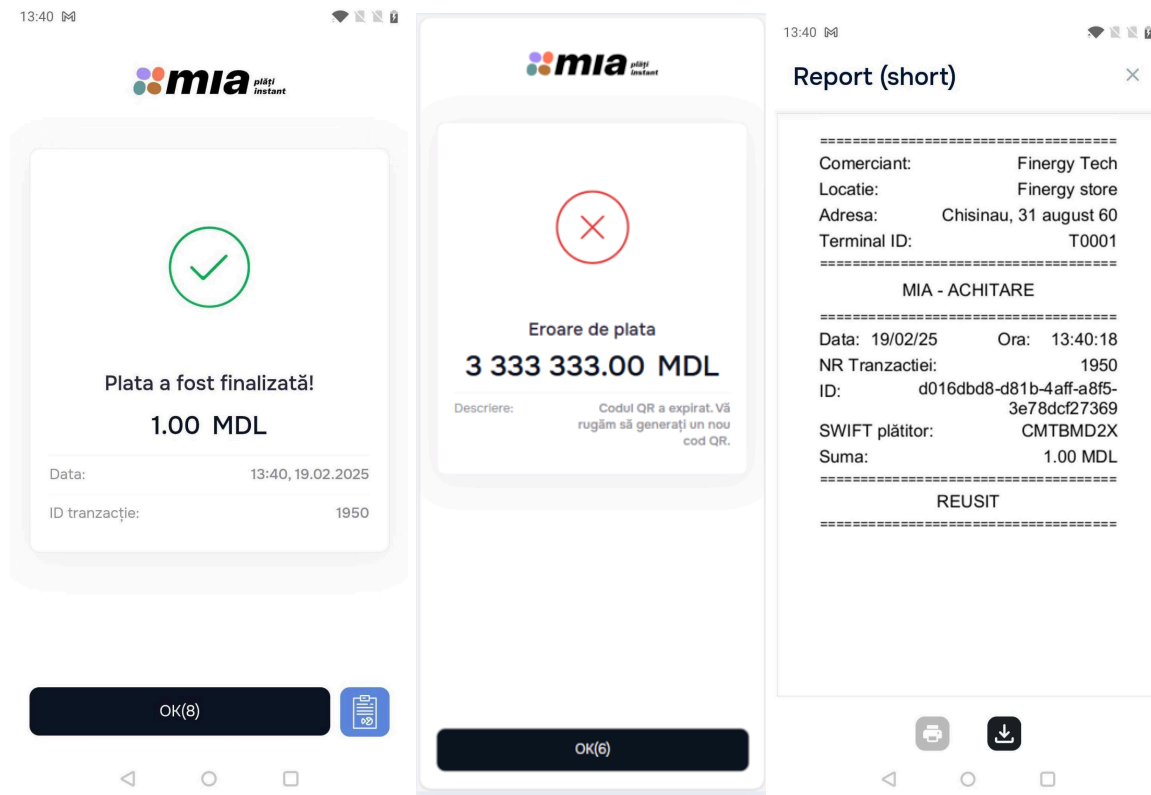 13:40
mia plăți
instant
Plata a fost finalizată!
1.00 MDL
Data: 13:40, 19.02.2025
ID tranzacție: 1950
OK(8)
mia plăți
instant
Eroare de plata
3 333 333.00 MDL
Descriere: Codul QR a expirat. Vă
rugăm să generați un nou
cod QR.
OK(6)
13:40
Report (short)
=====================================
Comerciant: Finergy Tech
Locatie: Finergy store
Adresa: Chisinau, 31 august 60
Terminal ID: T0001
=====================================
MIA - ACHITARE
=====================================
Data: 19/02/25 Ora: 13:40:18
NR Tranzactiei: 1950
ID: d016dbd8-d81b-4aff-a8f5-
3e78dcf27369
SWIFT plătitor: CMTBMD2X
Suma: 1.00 MDL
=====================================
REUSIT
=====================================